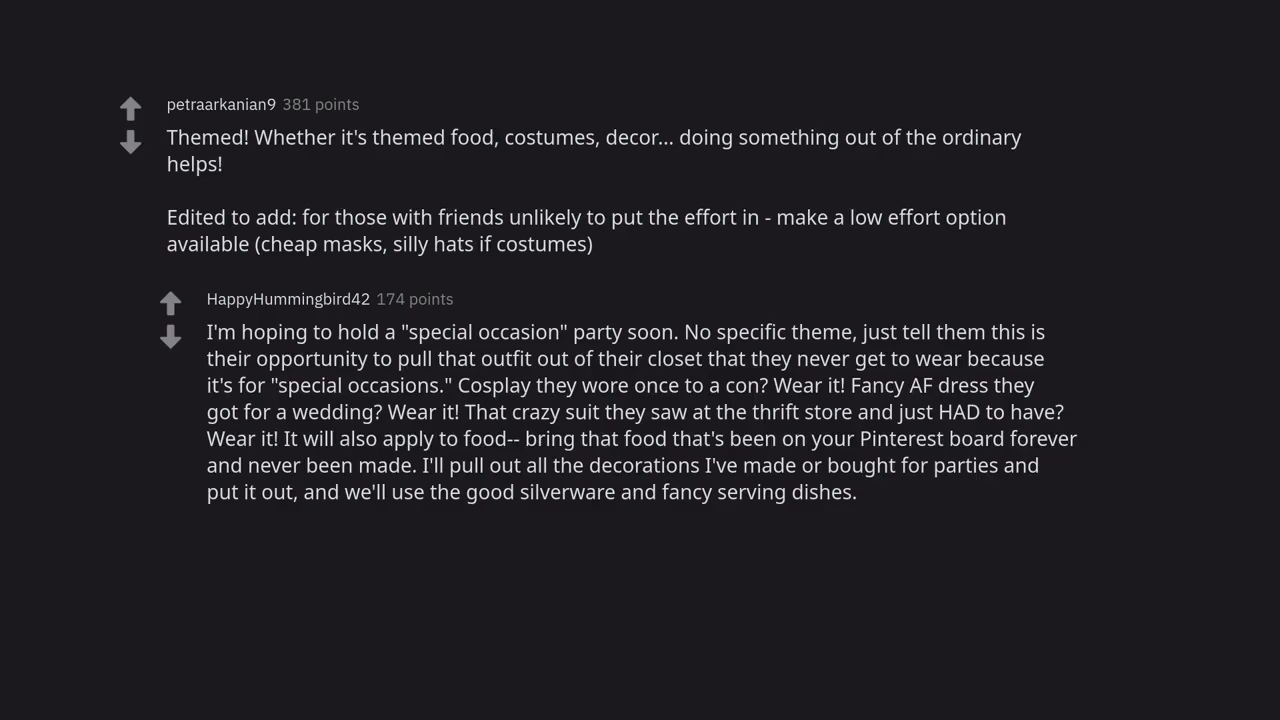 petraarkanian9 381 points
Themed! Whether it's themed food, costumes, decor... doing something out of the ordinary
helps!
Edited to add: for those with friends unlikely to put the effort in - make a low effort option
available (cheap masks, silly hats if costumes)
HappyHummingbird42 174 points
I'm hoping to hold a "special occasion" party soon. No specific theme, just tell them this is
their opportunity to pull that outfit out of their closet that they never get to wear because
it's for "special occasions." Cosplay they wore once to a con? Wear it! Fancy AF dress they
got for a wedding? Wear it! That crazy suit they saw at the thrift store and just HAD to have?
Wear it! It will also apply to food-- bring that food that's been on your Pinterest board forever
and never been made. I'll pull out all the decorations I've made or bought for parties and
put it out, and we'll use the good silverware and fancy serving dishes.